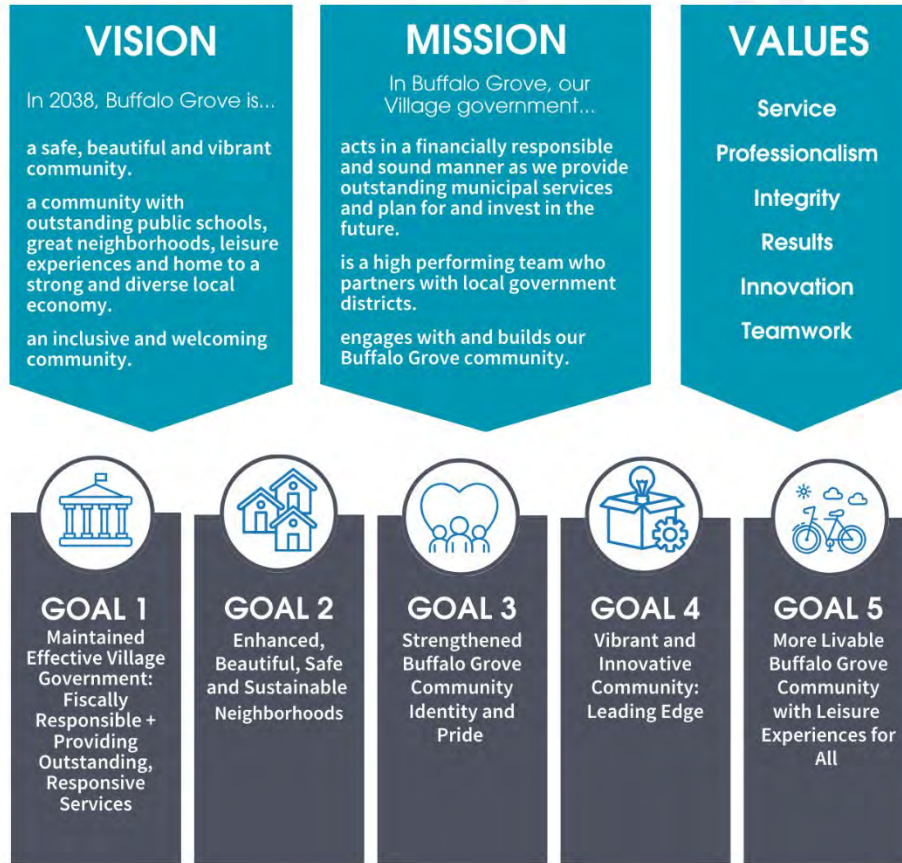 VISION
In 2038, Buffalo Grove is...
a safe, beautiful and vibrant
community.
a community with
outstanding public schools,
great neighborhoods, leisure
experiences and home to a
strong and diverse local
economy.
an inclusive and welcoming
community.
MISSION
In Buffalo Grove, our
Village government...
acts in a financially responsible
and sound manner as we provide
outstanding municipal services
and plan for and invest in the
future.
is a high performing team who
partners with local government
districts.
engages with and builds our
Buffalo Grove community.
VALUES
Service
Professionalism
Integrity
Results
Innovation
Teamwork
GOAL 1
Maintained
Effective Village
Government:
Fiscally
Responsible +
Providing
Outstanding,
Responsive
Services
GOAL 2
Enhanced,
Beautiful, Safe
and Sustainable
Neighborhoods
GOAL 3
Strengthened
Buffalo Grove
Community
Identity and
Pride
GOAL 4
Vibrant and
Innovative
Community:
Leading Edge
GOAL 5
More Livable
Buffalo Grove
Community
with Leisure
Experiences for
All